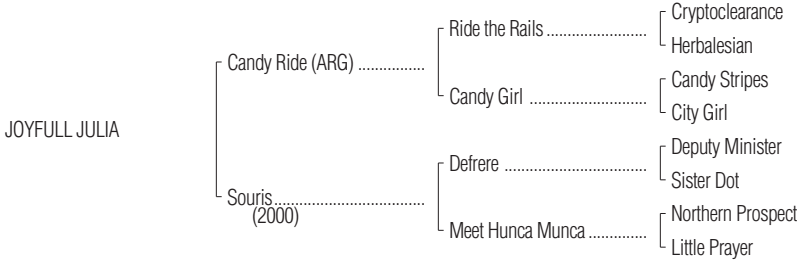 Cryptoclearance
Ride the Rails ........................
Herbalesian
Candy Ride (ARG) ................
Candy Stripes
Candy Girl ............................
City Girl
JOYFULL JULIA
Deputy Minister
Defrere ..................................
Sister Dot
Souris....................................
(2000)
Northern Prospect
Meet Hunca Munca ..............
Little Prayer